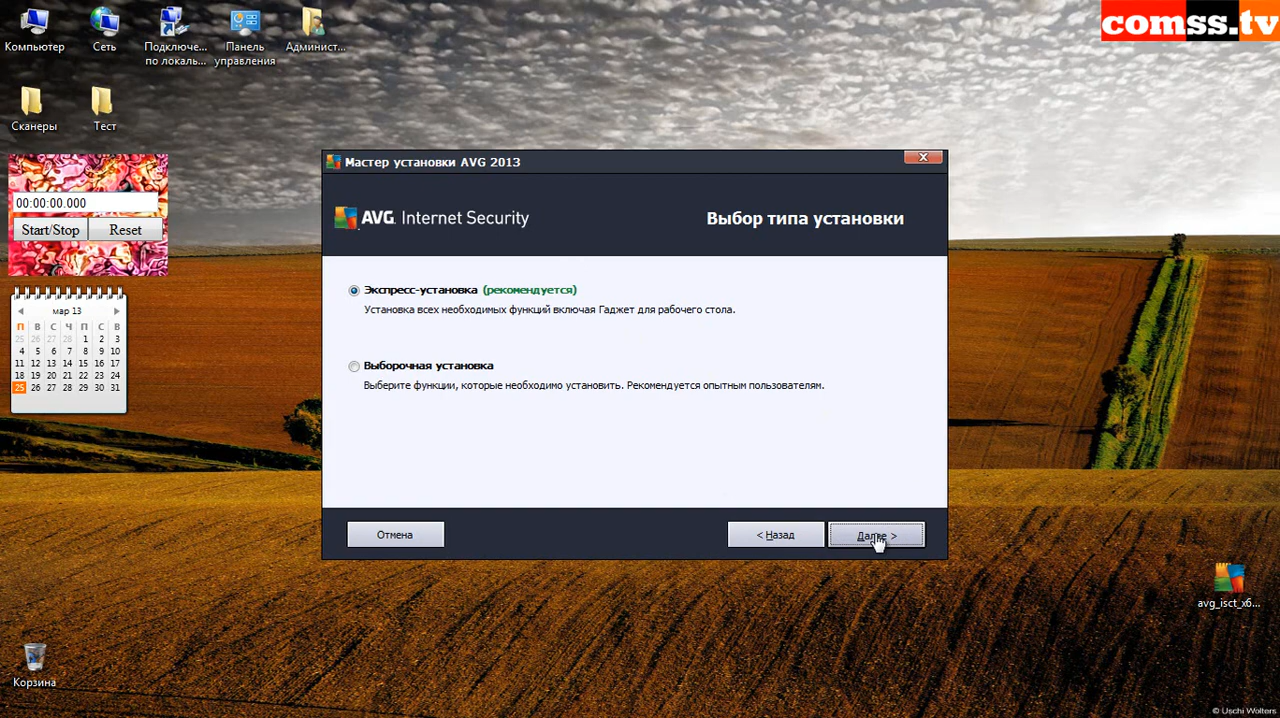 comss.tv
Компьютер
Сеть
Подключе...
по локаль...
Панель
управления
Админист...
Сканеры
Тест
00:00:00.000
Start/Stop
Reset
мар 13
П В С Ч П С В
25 26 27 28 1 2 3
4 5 6 7 8 9 10
11 12 13 14 15 16 17
18 19 20 21 22 23 24
25 26 27 28 29 30 31
Мастер установки AVG 2013
AVG. Internet Security
Выбор типа установки
Экспресс-установка (рекомендуется)
Установка всех необходимых функций включая Гаджет для рабочего стола.
Выборочная установка
Выберите функции, которые необходимо установить. Рекомендуется опытным пользователям.
Отмена
< Назад
Далее >
avg_isct_x6...
Корзина
© Uschi Wolters